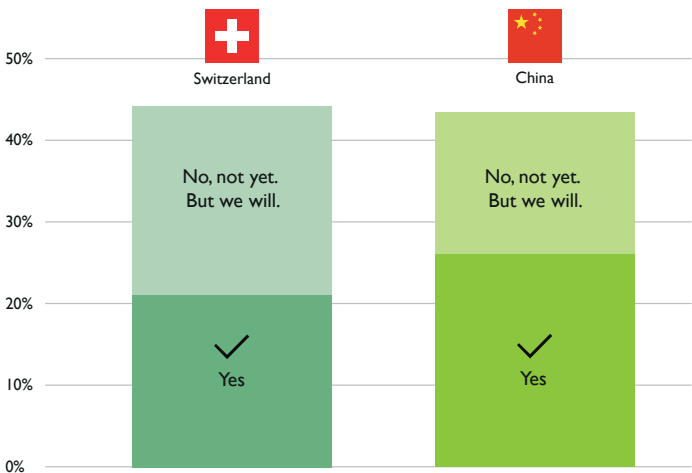 50%
Switzerland
China
40%
No, not yet.
But we will.
No, not yet.
But we will.
30%
20%
Yes
Yes
10%
0%